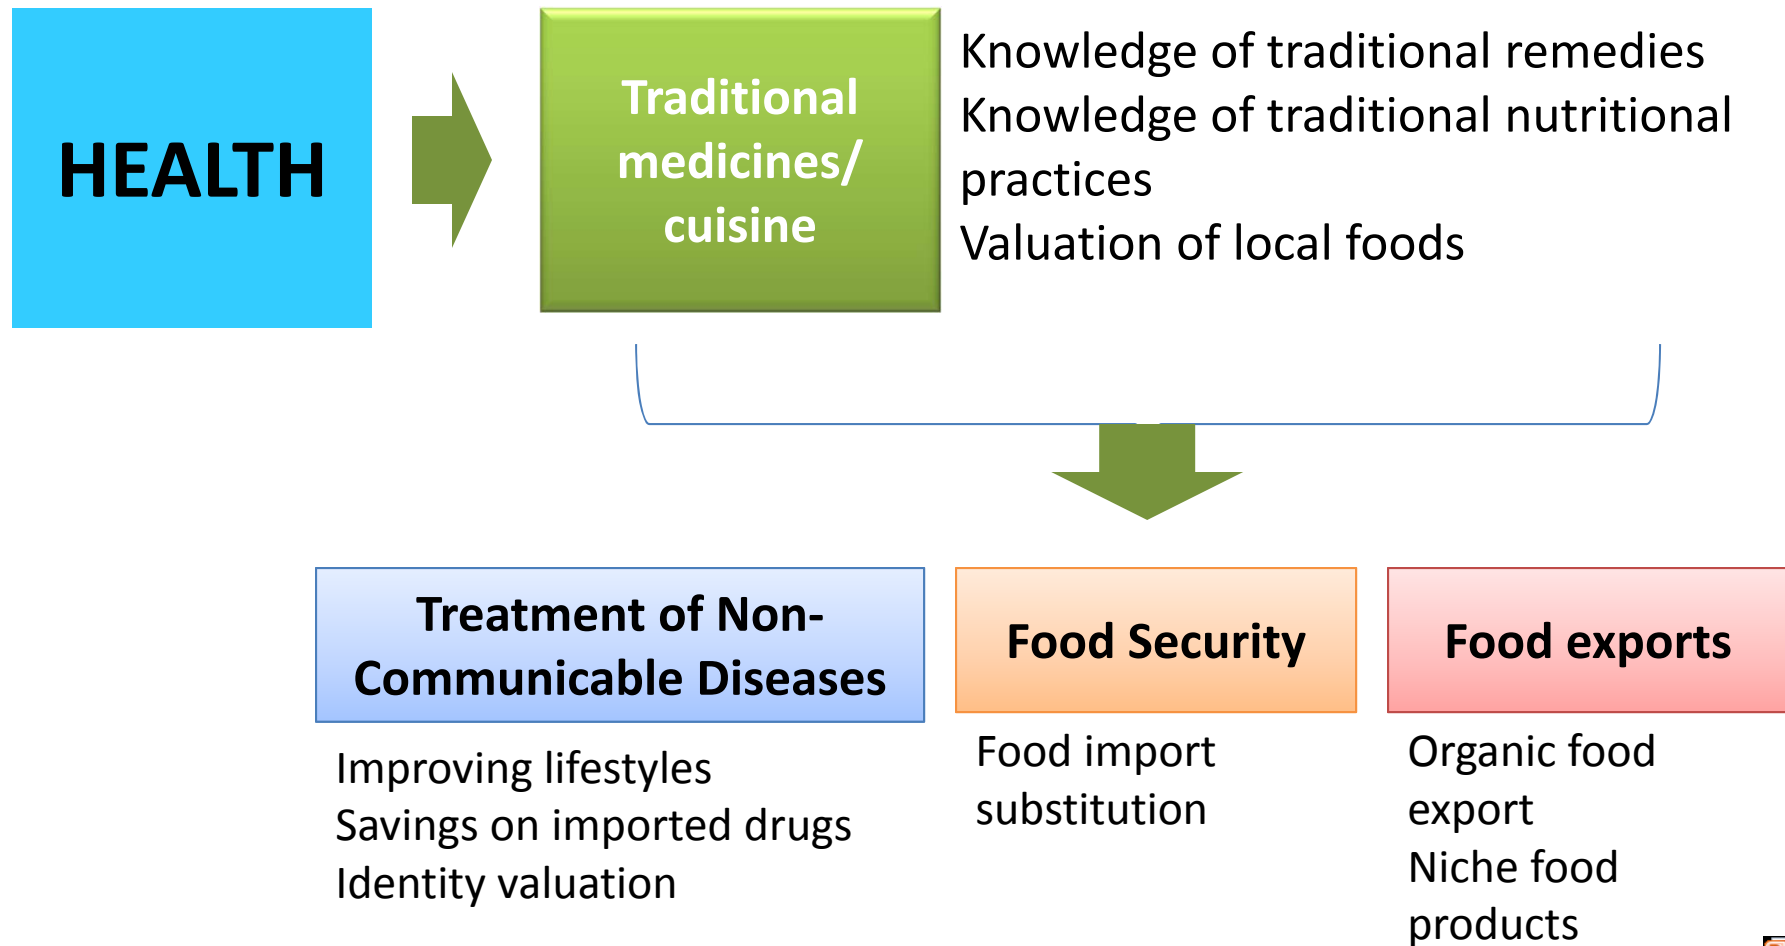 HEALTH
Traditional
medicines/
cuisine
Knowledge of traditional remedies
Knowledge of traditional nutritional
practices
Valuation of local foods
Treatment of Non-
Communicable Diseases
Improving lifestyles
Savings on imported drugs
Identity valuation
Food Security
Food import
substitution
Food exports
Organic food
export
Niche food
products